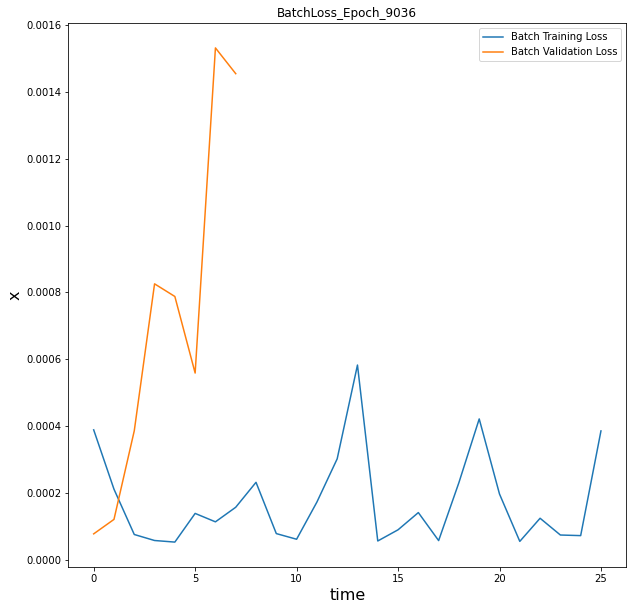 BatchLoss_Epoch_9036
Batch Training Loss
Batch Validation Loss
0.0016
0.0014
0.0012
0.0010
0.0008
0.0006
0.0004
0.0002
0.0000
x
0 5 10 15 20 25
time